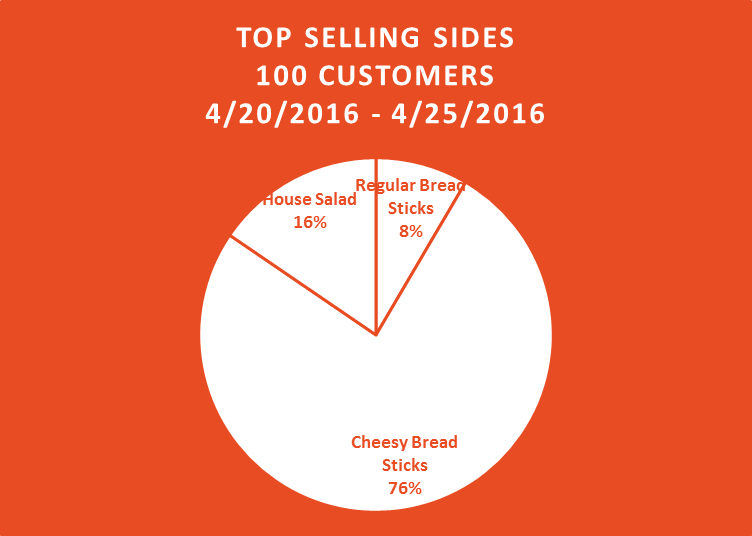 TOP SELLING SIDES
100 CUSTOMERS
4/20/2016 - 4/25/2016
Regular Bread
Sticks
8%
House Salad
16%
Cheesy Bread
Sticks
76%